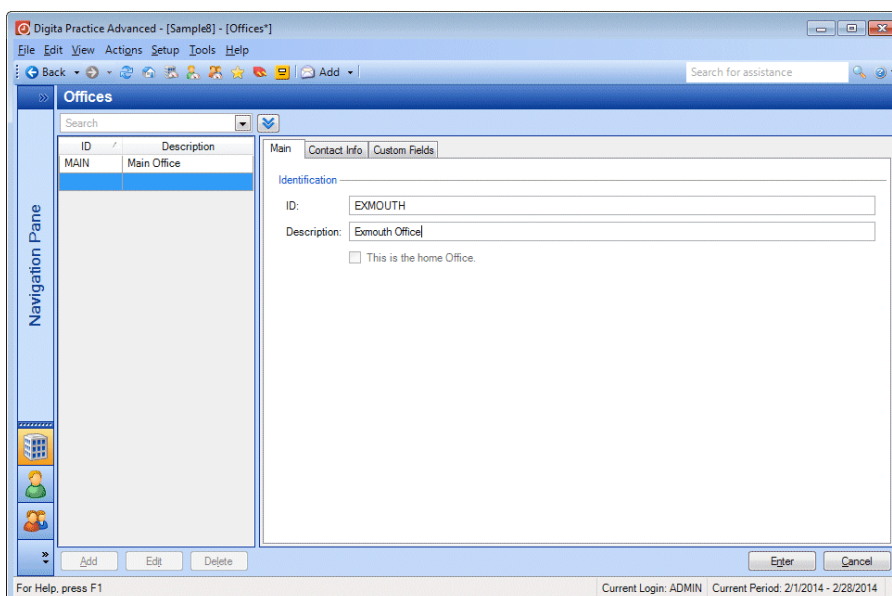 Digita Practice Advanced - [Sample8] - [Offices*]
File Edit View Actions Setup Tools Help
Back Add Search for assistance
Offices
Search
ID Description
MAIN Main Office
Navigation Pane
Main Contact Info Custom Fields
Identification
ID: EXMOUTH
Description: Exmouth Office
This is the home Office.
Add Edit Delete Enter Cancel
For Help, press F1 Current Login: ADMIN Current Period: 2/1/2014 - 2/28/2014